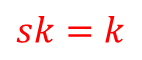 sk = k